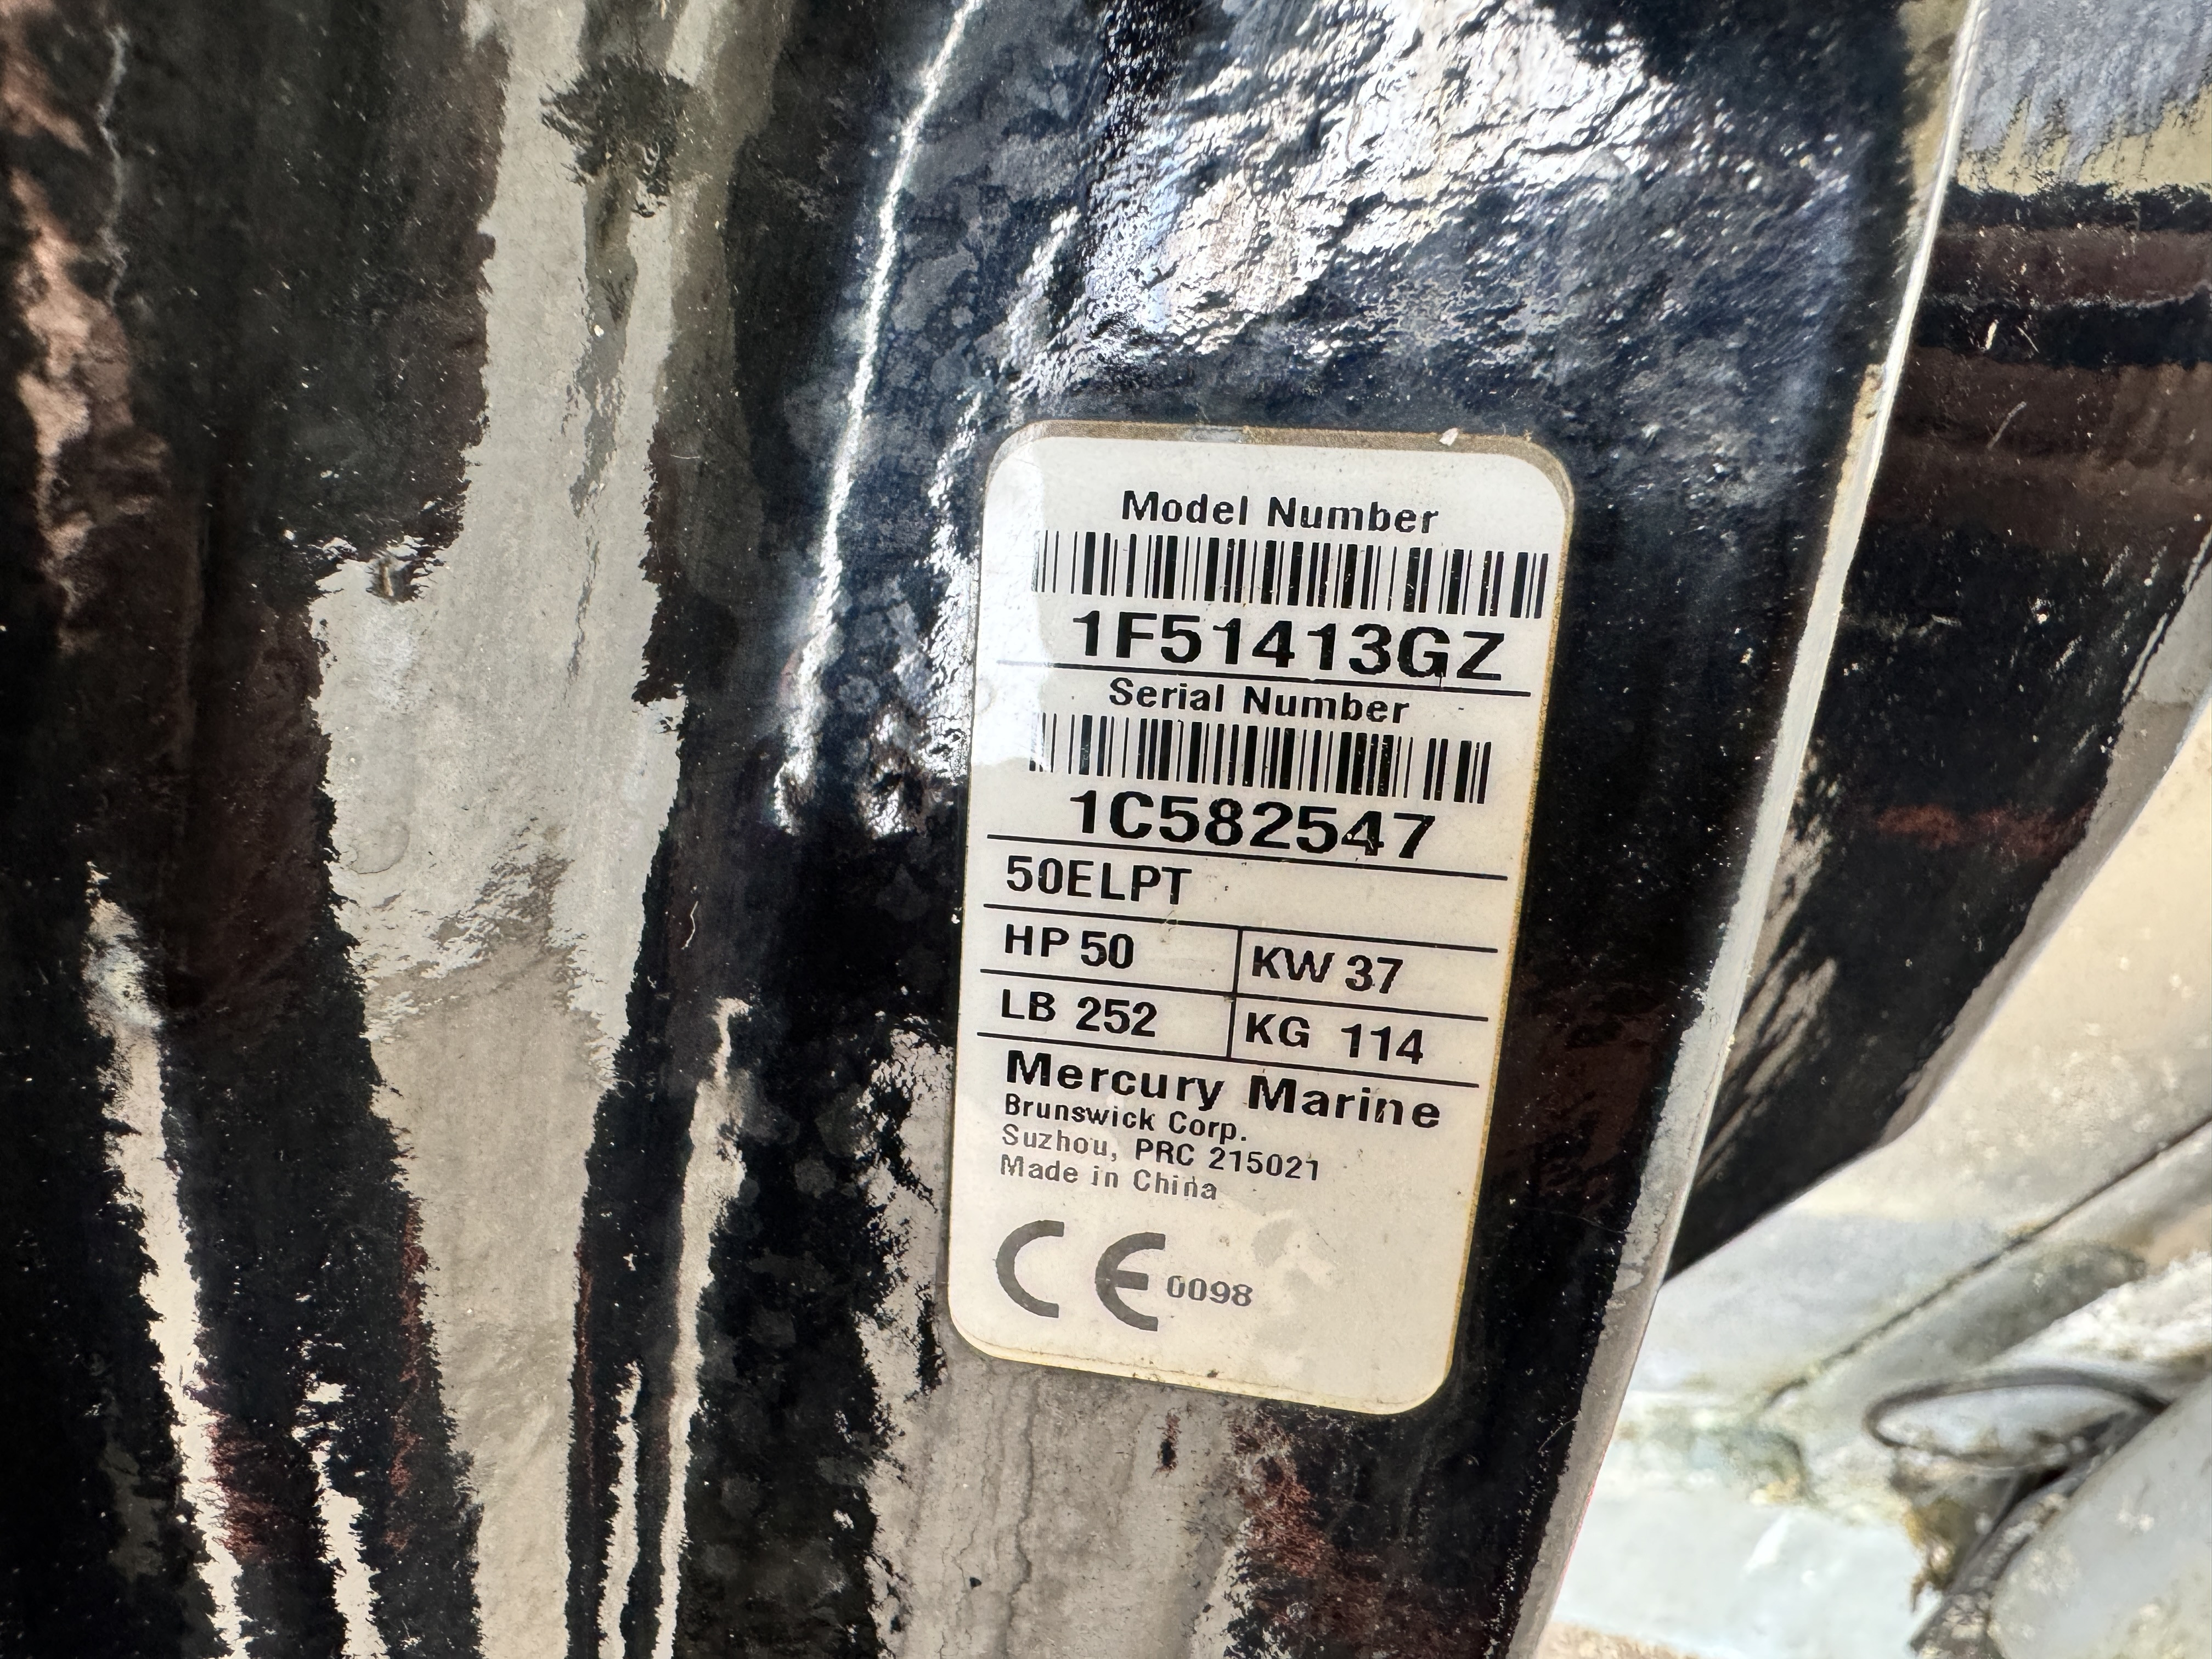 Model Number
1F51413GZ
Serial Number
1C582547
50ELPT
HP 50 KW 37
LB 252 KG 114
Mercury Marine
Brunswick Corp.
Suzhou, PRC 215021
Made in China
CE 0098